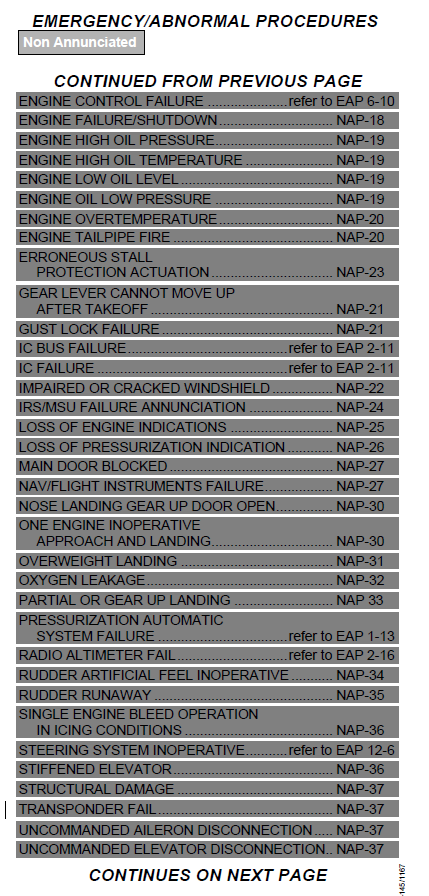 EMERGENCY/ABNORMAL PROCEDURES
Non Annunciated
CONTINUED FROM PREVIOUS PAGE
ENGINE CONTROL FAILURE ......................refer to EAP 6-10
ENGINE FAILURE/SHUTDOWN............................... NAP-18
ENGINE HIGH OIL PRESSURE................................ NAP-19
ENGINE HIGH OIL TEMPERATURE ........................ NAP-19
ENGINE LOW OIL LEVEL......................................... NAP-19
ENGINE OIL LOW PRESSURE ................................ NAP-19
ENGINE OVERTEMPERATURE............................... NAP-20
ENGINE TAILPIPE FIRE ........................................... NAP-20
ERRONEOUS STALL
PROTECTION ACTUATION................................. NAP-23
GEAR LEVER CANNOT MOVE UP
AFTER TAKEOFF ................................................. NAP-21
GUST LOCK FAILURE .............................................. NAP-21
IC BUS FAILURE............................................refer to EAP 2-11
IC FAILURE ....................................................refer to EAP 2-11
IMPAIRED OR CRACKED WINDSHIELD ................ NAP-22
IRS/MSU FAILURE ANNUNCIATION ....................... NAP-24
LOSS OF ENGINE INDICATIONS ............................ NAP-25
LOSS OF PRESSURIZATION INDICATION ............ NAP-26
MAIN DOOR BLOCKED ............................................ NAP-27
NAV/FLIGHT INSTRUMENTS FAILURE................... NAP-27
NOSE LANDING GEAR UP DOOR OPEN................ NAP-30
ONE ENGINE INOPERATIVE
APPROACH AND LANDING................................. NAP-30
OVERWEIGHT LANDING ......................................... NAP-31
OXYGEN LEAKAGE.................................................. NAP-32
PARTIAL OR GEAR UP LANDING ........................... NAP 33
PRESSURIZATION AUTOMATIC
SYSTEM FAILURE ....................................refer to EAP 1-13
RADIO ALTIMETER FAIL...............................refer to EAP 2-16
RUDDER ARTIFICIAL FEEL INOPERATIVE ........... NAP-34
RUDDER RUNAWAY ................................................ NAP-35
SINGLE ENGINE BLEED OPERATION
IN ICING CONDITIONS ........................................ NAP-36
STEERING SYSTEM INOPERATIVE...........refer to EAP 12-6
STIFFENED ELEVATOR........................................... NAP-36
STRUCTURAL DAMAGE .......................................... NAP-37
TRANSPONDER FAIL............................................... NAP-37
UNCOMMANDED AILERON DISCONNECTION..... NAP-37
UNCOMMANDED ELEVATOR DISCONNECTION.. NAP-37
CONTINUES ON NEXT PAGE
145/1167